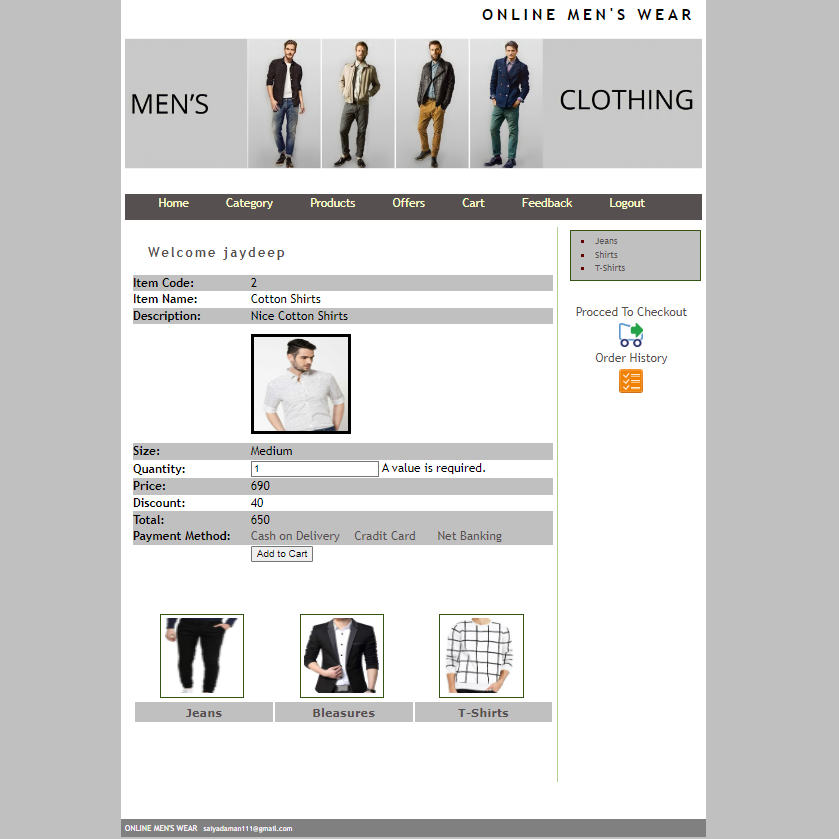 ONLINE MEN'S WEAR
MEN'S CLOTHING
Home Category Products Offers Cart Feedback Logout
Welcome jaydeep
Item Code: 2
Item Name: Cotton Shirts
Description: Nice Cotton Shirts
Size: Medium
Quantity: 1 A value is required.
Price: 690
Discount: 40
Total: 650
Payment Method: Cash on Delivery Cradit Card Net Banking
Add to Cart
Jeans Bleasures T-Shirts
Jeans
Shirts
T-Shirts
Procced To Checkout
Order History
ONLINE MEN'S WEAR saiyadaman111@gmail.com